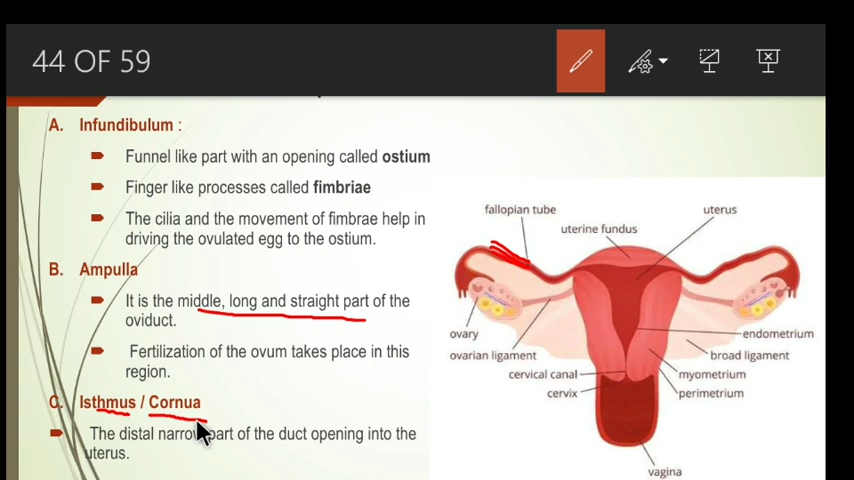 44 OF 59
A. Infundibulum :
Funnel like part with an opening called ostium
Finger like processes called fimbriae
The cilia and the movement of fimbrae help in
driving the ovulated egg to the ostium.
B. Ampulla
It is the middle, long and straight part of the
oviduct.
Fertilization of the ovum takes place in this
region.
C. Isthmus / Cornua
The distal narrow part of the duct opening into the
uterus.
fallopian tube
uterus
uterine fundus
ovary
endometrium
ovarian ligament
broad ligament
cervical canal
myometrium
cervix
perimetrium
vagina